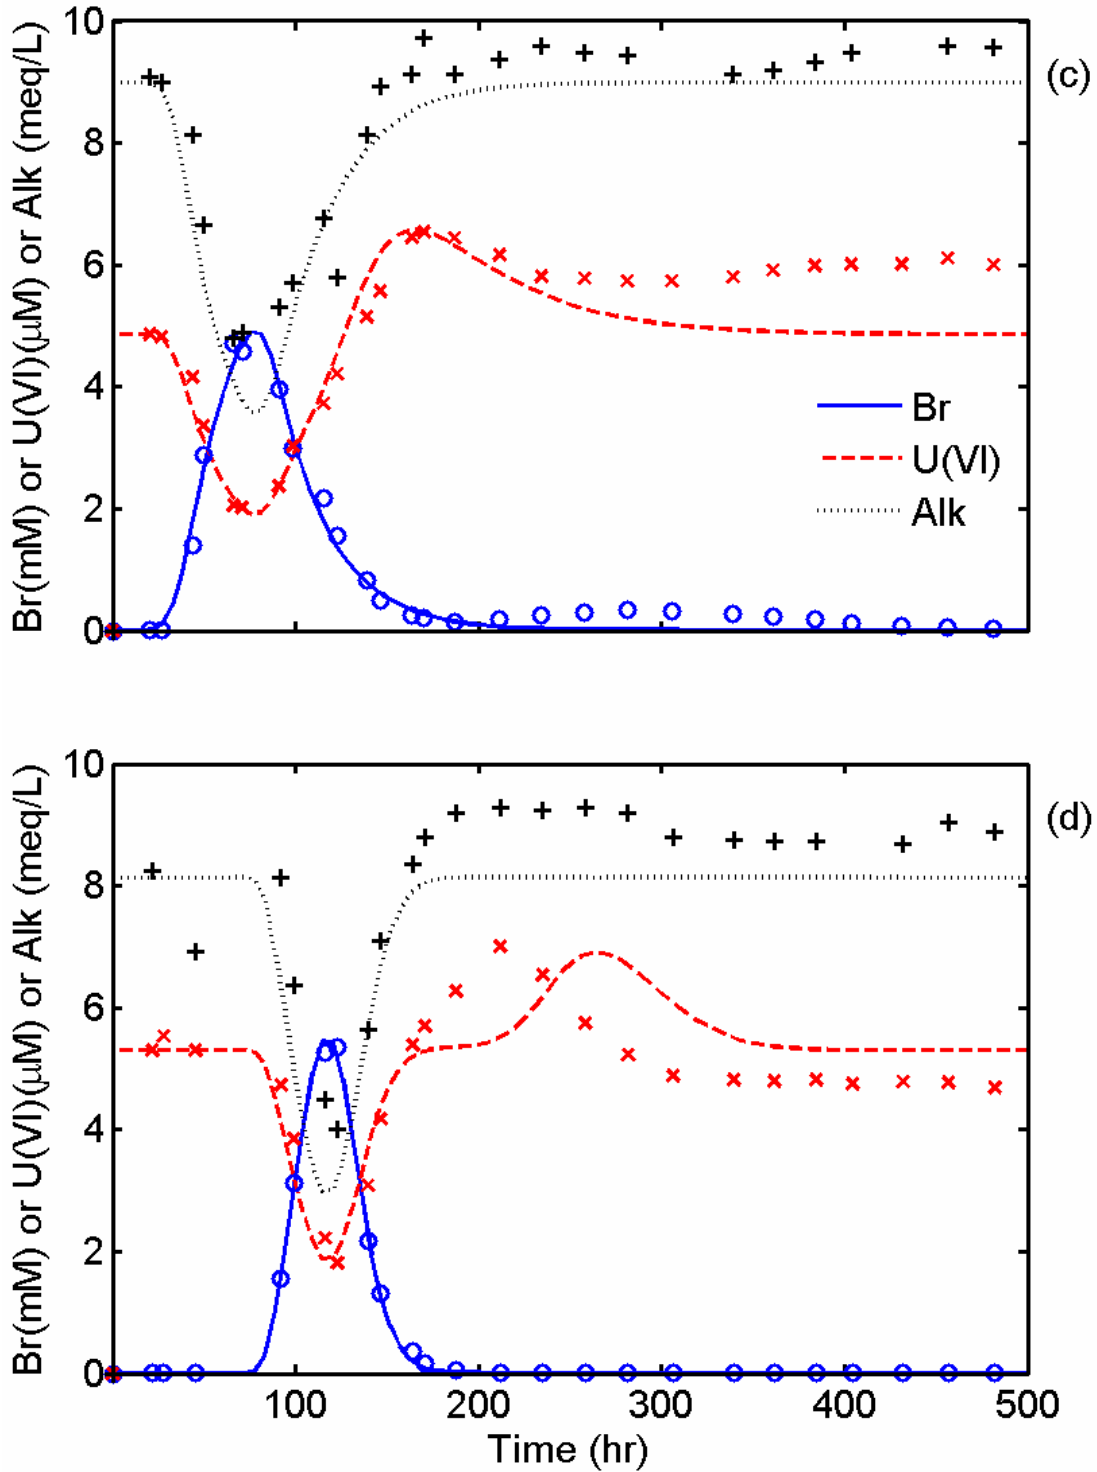 Br(mM) or U(VI)(μM) or Alk (meq/L)
10
8
6
4
2
0
(c)
Br
U(VI)
Alk
Br(mM) or U(VI)(μM) or Alk (meq/L)
10
8
6
4
2
0
(d)
100 200 300 400 500
Time (hr)